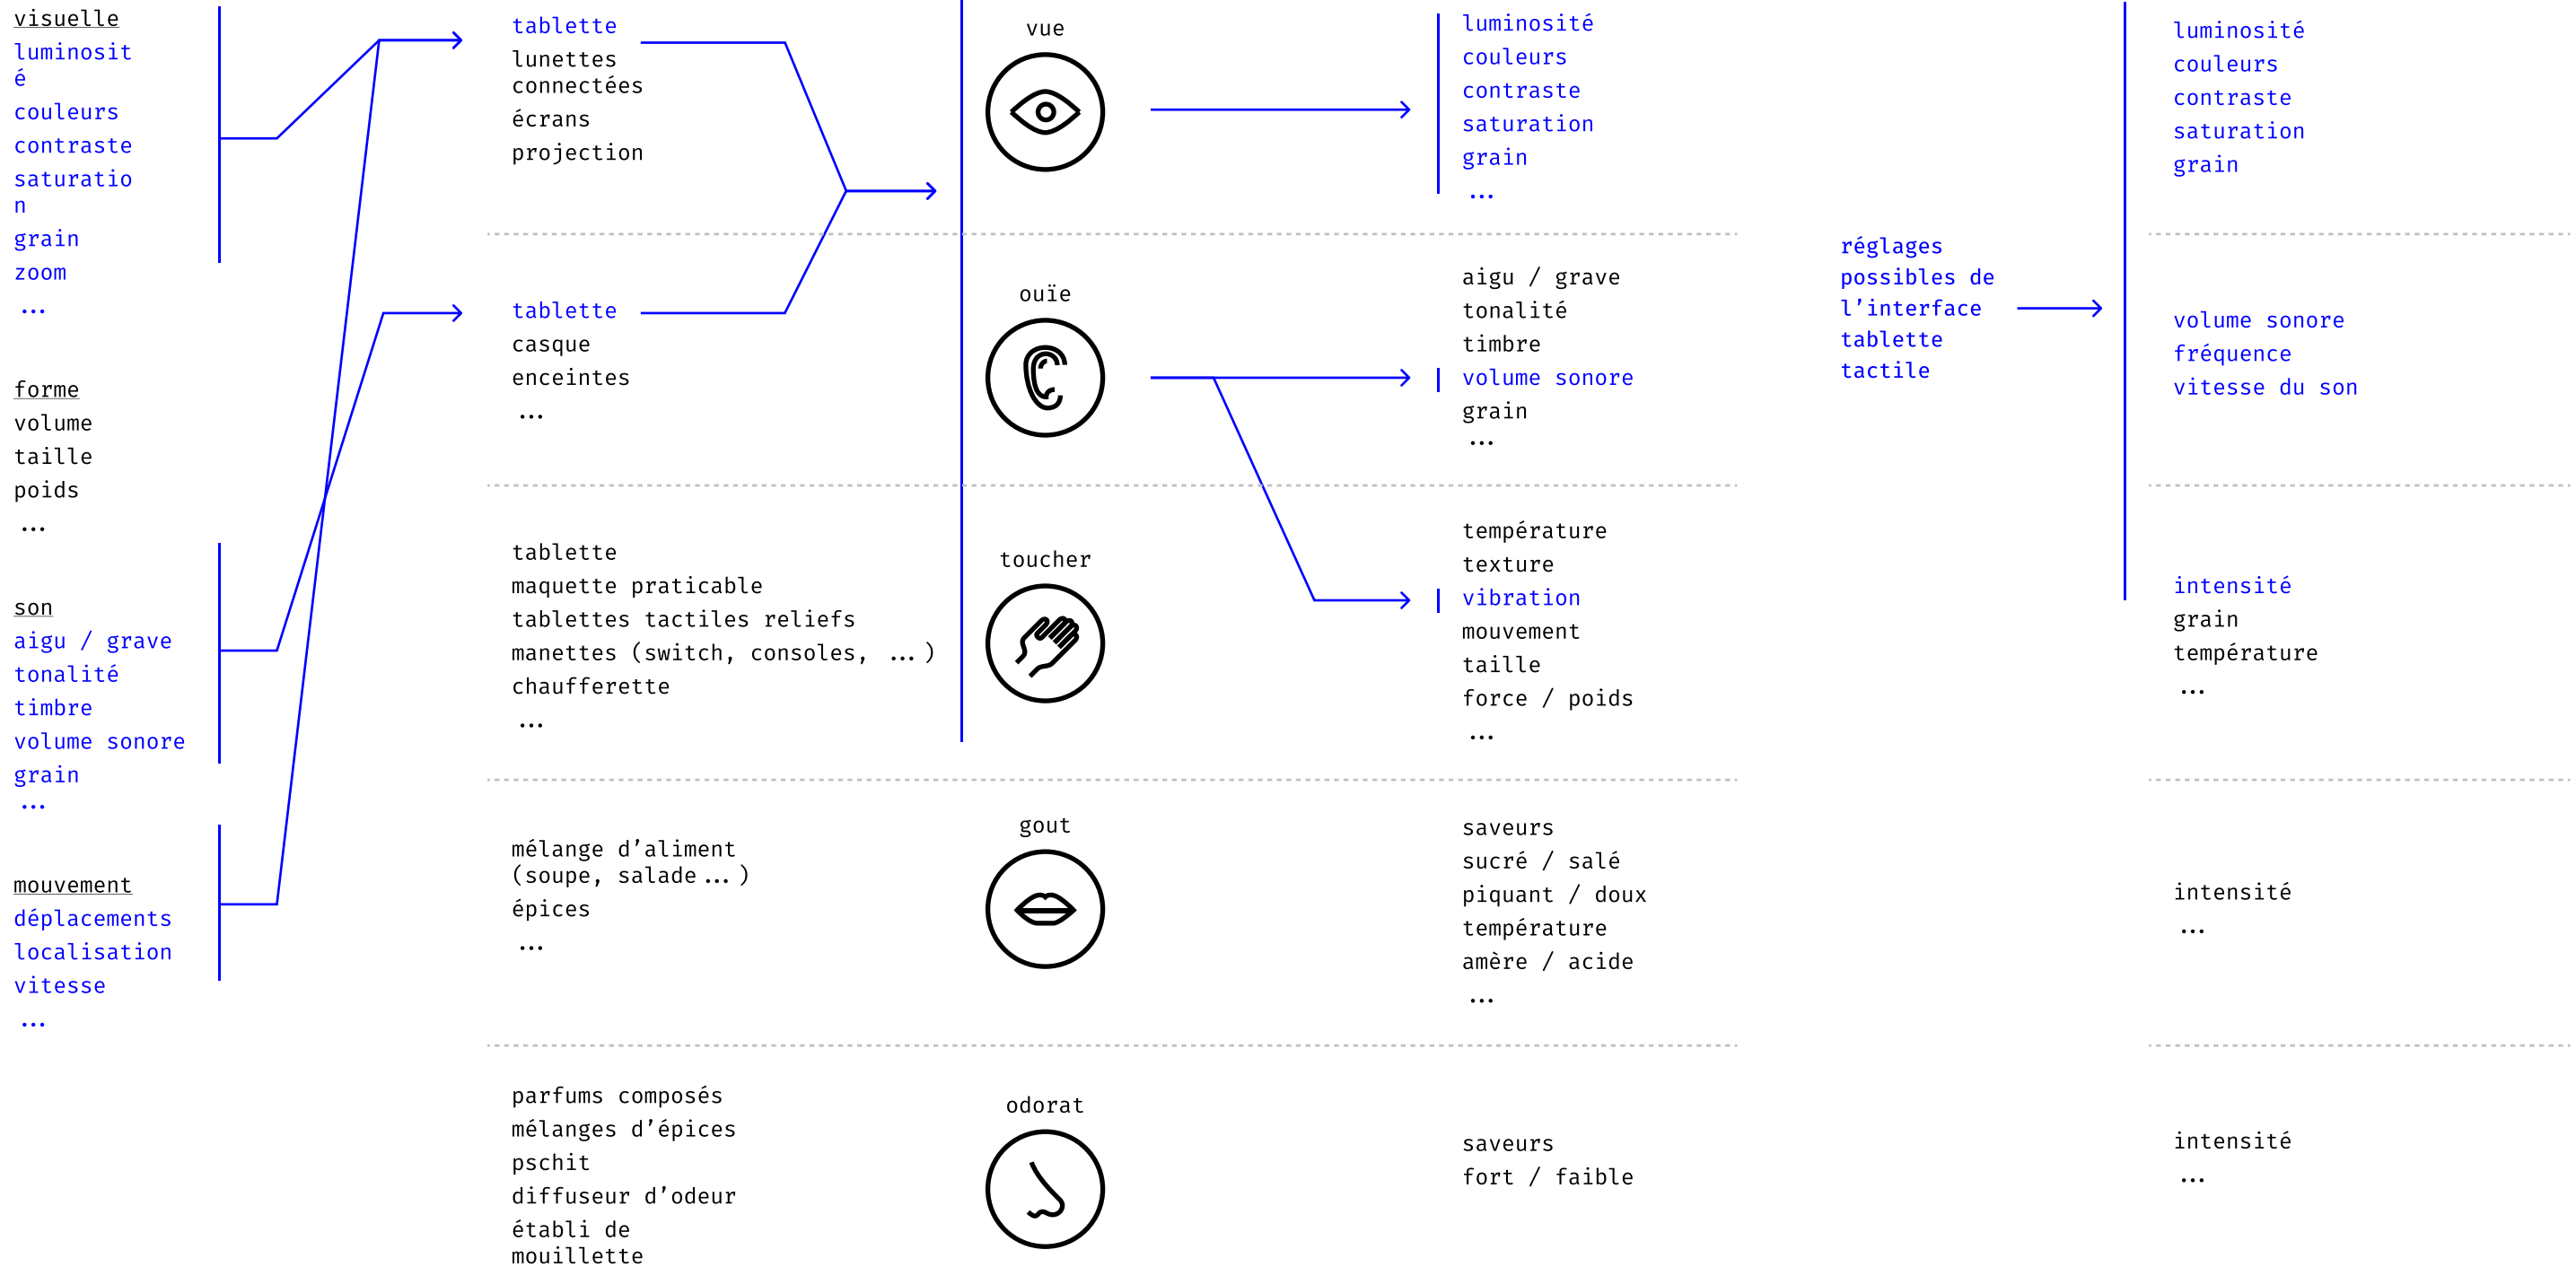 visuelle
luminosit
é
couleurs
contraste
saturatio
n
grain
zoom
...
forme
volume
taille
poids
...
son
aigu / grave
tonalité
timbre
volume sonore
grain
...
mouvement
déplacements
localisation
vitesse
...
tablette
lunettes
connectées
écrans
projection
tablette
casque
enceintes
...
tablette
maquette praticable
tablettes tactiles reliefs
manettes (switch, consoles, ...)
chaufferette
...
mélange d’aliment
(soupe, salade...)
épices
...
parfums composés
mélanges d’épices
pschit
diffuseur d’odeur
établi de
mouillette
vue
ouïe
toucher
gout
odorat
luminosité
couleurs
contraste
saturation
grain
...
aigu / grave
tonalité
timbre
volume sonore
grain
...
température
texture
vibration
mouvement
taille
force / poids
...
saveurs
sucré / salé
piquant / doux
température
amère / acide
...
saveurs
fort / faible
réglages
possibles de
l’interface
tablette
tactile
luminosité
couleurs
contraste
saturation
grain
volume sonore
fréquence
vitesse du son
intensité
grain
température
...
intensité
...
intensité
...